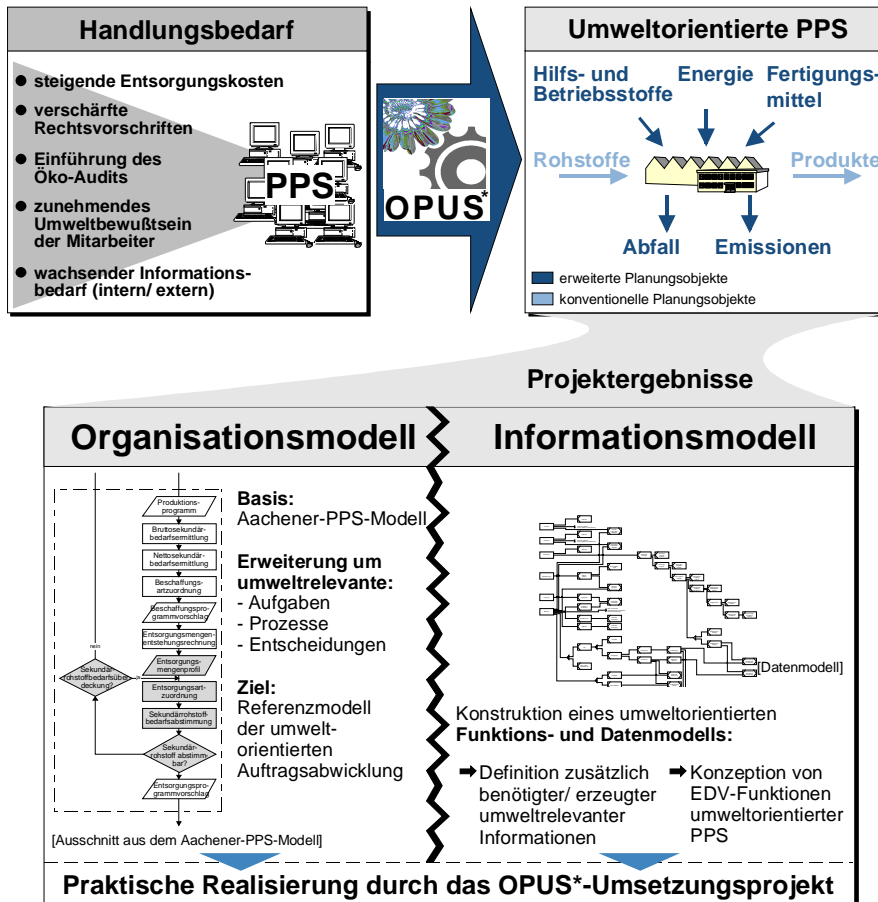 Handlungsbedarf
steigende Entsorgungskosten
verschärfte
Rechtsvorschriften
Einführung des
Öko-Audits
zunehmendes
Umweltbewußtsein
der Mitarbeiter
wachsender Informations-
bedarf (intern/ extern)
PPS
OPUS*
Umweltorientierte PPS
Hilfs- und
Betriebsstoffe
Energie
Fertigungs-
mittel
Rohstoffe
Produkte
Abfall
Emissionen
erweiterte Planungsobjekte
konventionelle Planungsobjekte
Projektergebnisse
Organisationsmodell
Produktions-
programm
Bruttosekundär-
bedarfsermittlung
Nettosekundär-
bedarfsermittlung
Beschaffungs-
artzuordnung
Beschaffungspro-
grammvorschlag
Entsorgungsmengen-
entstehungsrechnung
Entsorgungs-
mengenprofil
nein
Sekundär-
rohstoffbedarfsüber-
deckung?
Entsorgungsart-
zuordnung
Sekundärrohstoff-
bedarfsabstimmung
Sekundär-
rohstoff abstimm-
bar?
Entsorgungspro-
grammvorschlag
[Ausschnitt aus dem Aachener-PPS-Modell]
Basis:
Aachener-PPS-Modell
Erweiterung um
umweltrelevante:
- Aufgaben
- Prozesse
- Entscheidungen
Ziel:
Referenzmodell
der umwelt-
orientierten
Auftragsabwicklung
Informationsmodell
[Datenmodell]
Konstruktion eines umweltorientierten
Funktions- und Datenmodells:
Definition zusätzlich
benötigter/ erzeugter
umweltrelevanter
Informationen
Konzeption von
EDV-Funktionen
umweltorientierter
PPS
Praktische Realisierung durch das OPUS*-Umsetzungsprojekt